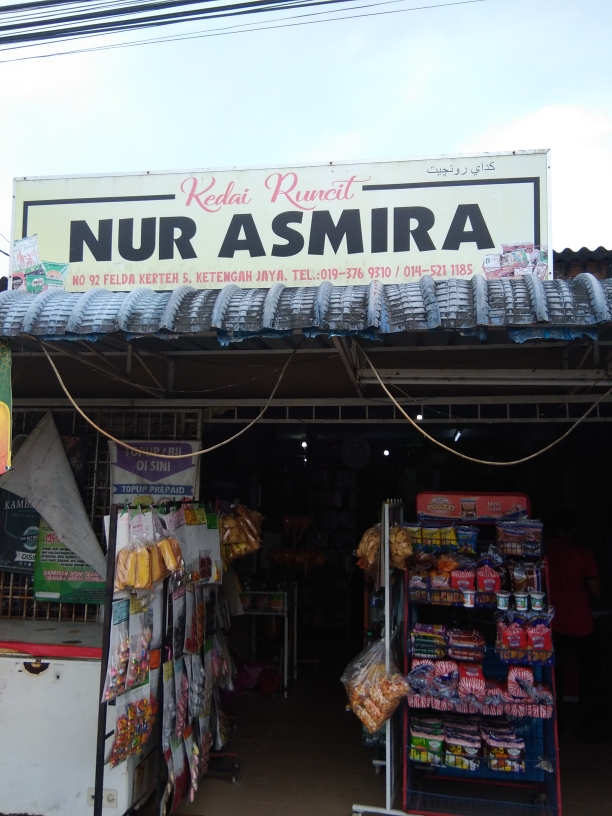 كداي رونچيت
Kedai Runcit
NUR ASMIRA
NO 92 FELDA KERTEH 5, KETENGAH JAYA. TEL.:019-376 9310 / 014-521 1185
TOPUP / BIL
DI SINI
TOPUP PREPAID